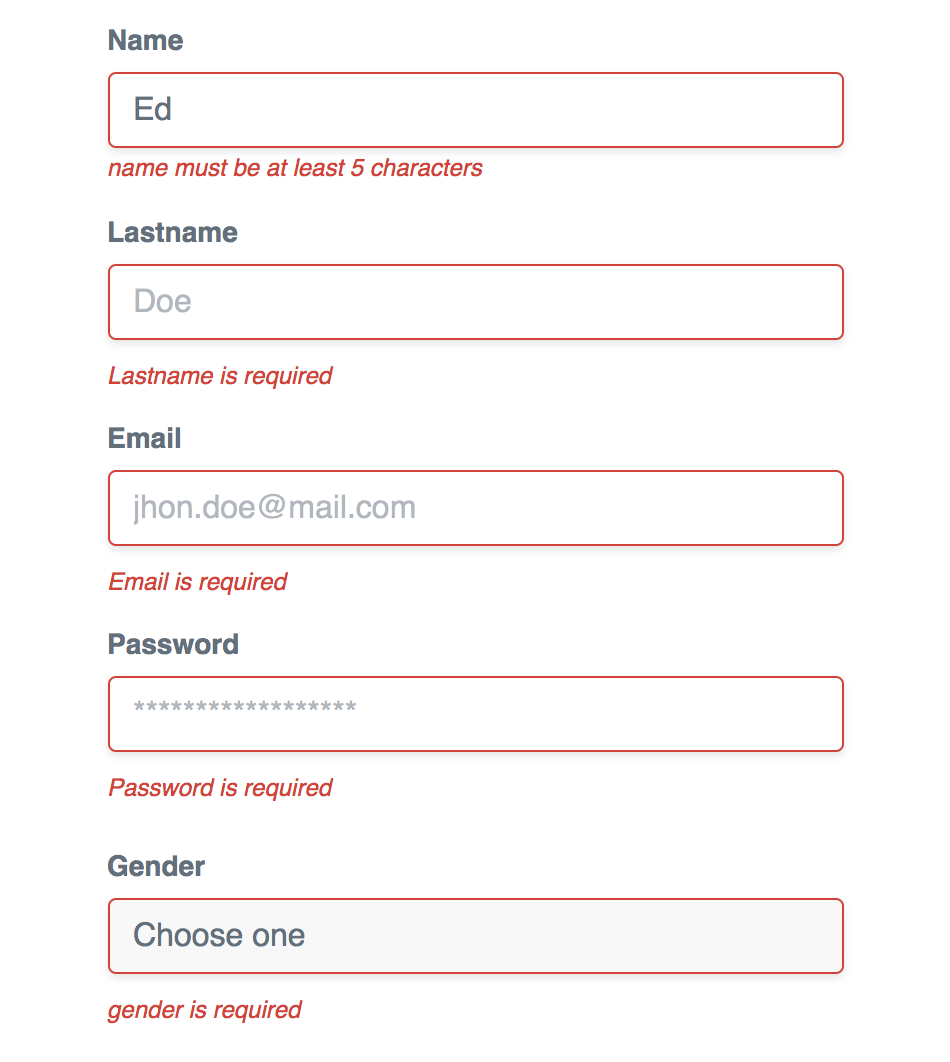 Name
Ed
name must be at least 5 characters
Lastname
Doe
Lastname is required
Email
jhon.doe@mail.com
Email is required
Password
******************
Password is required
Gender
Choose one
gender is required